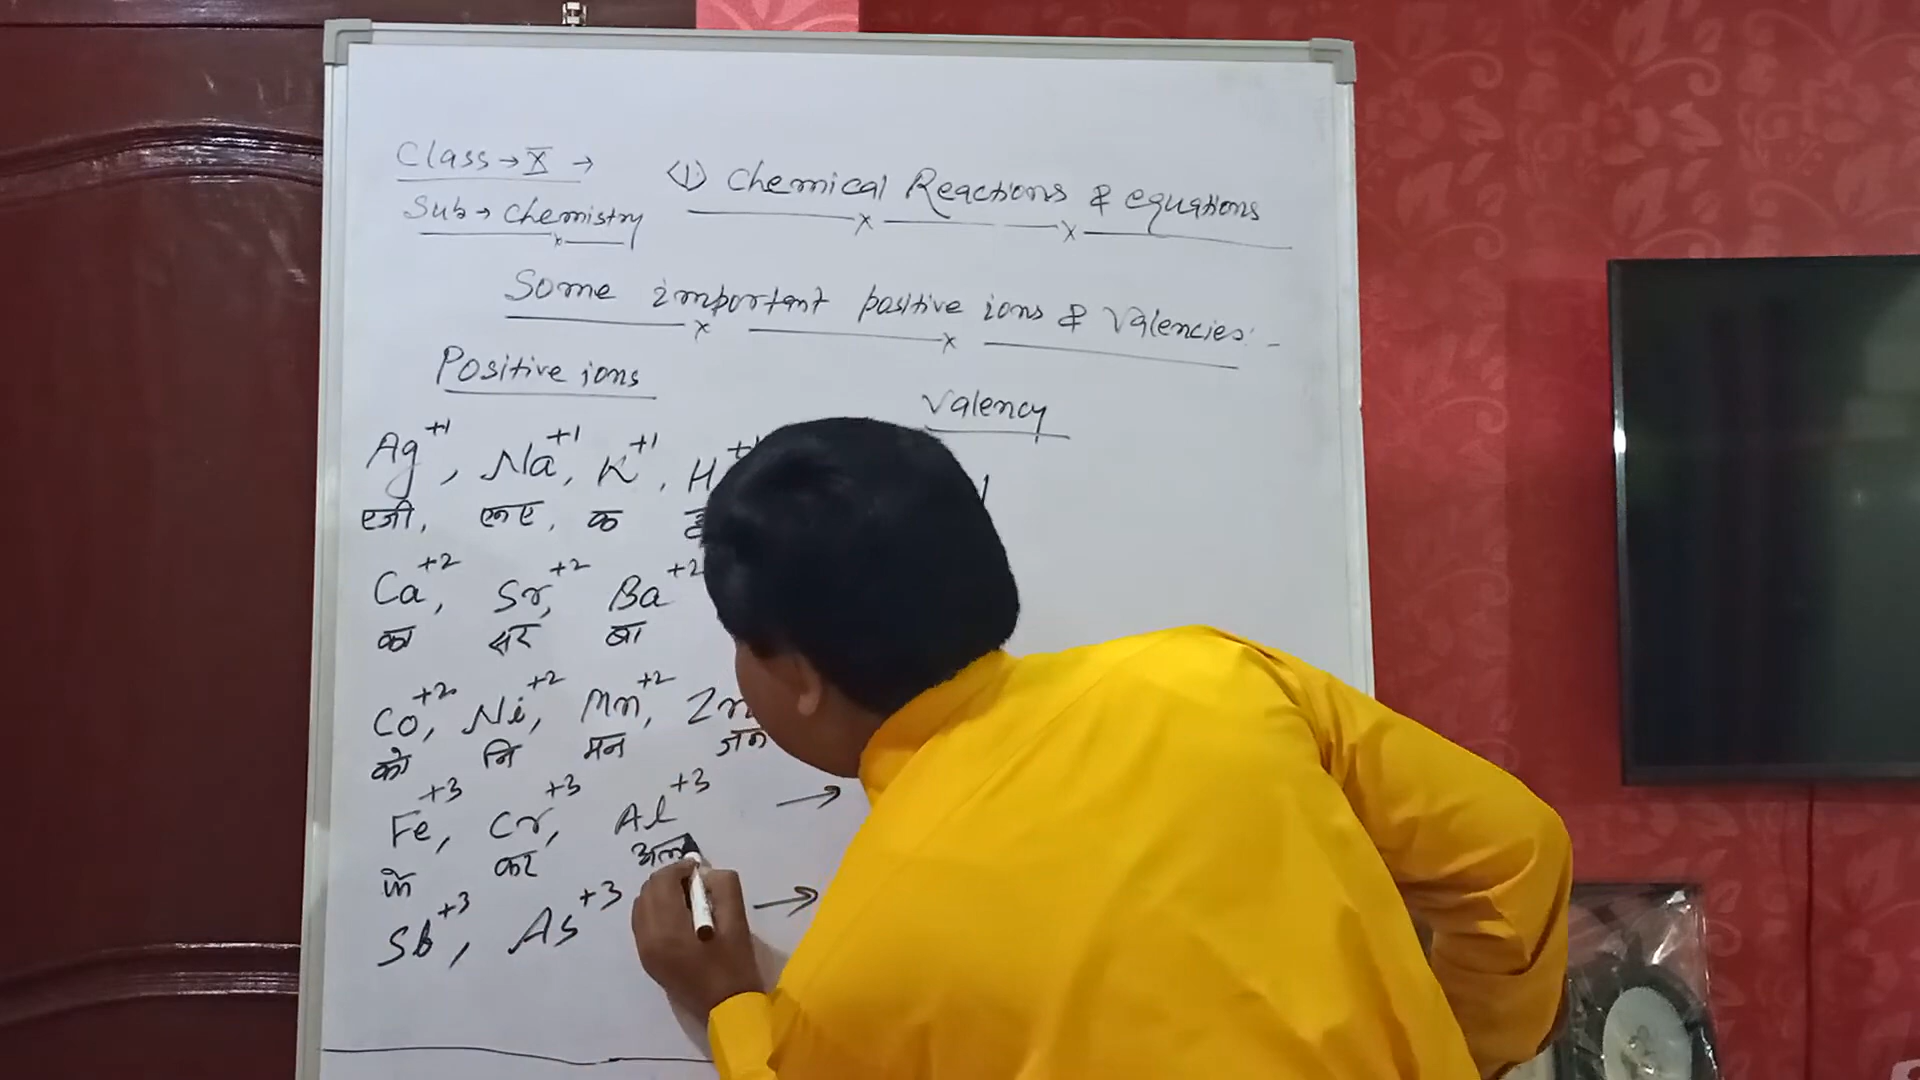 Class → X →
Sub → Chemistry
(1) Chemical Reactions & equations
Some important positive ions & Valencies:-
Positive ions
Valency
Ag+1, Na+1, K+1, H
एजी, एनए, क
Ca+2, Sr+2, Ba+2
का सर बा
Co+2, Ni+2, Mn+2, Zn
को नि मन जन
Fe+3, Cr+3, Al+3 →
फे कर अल
Sb+3, As+3 →